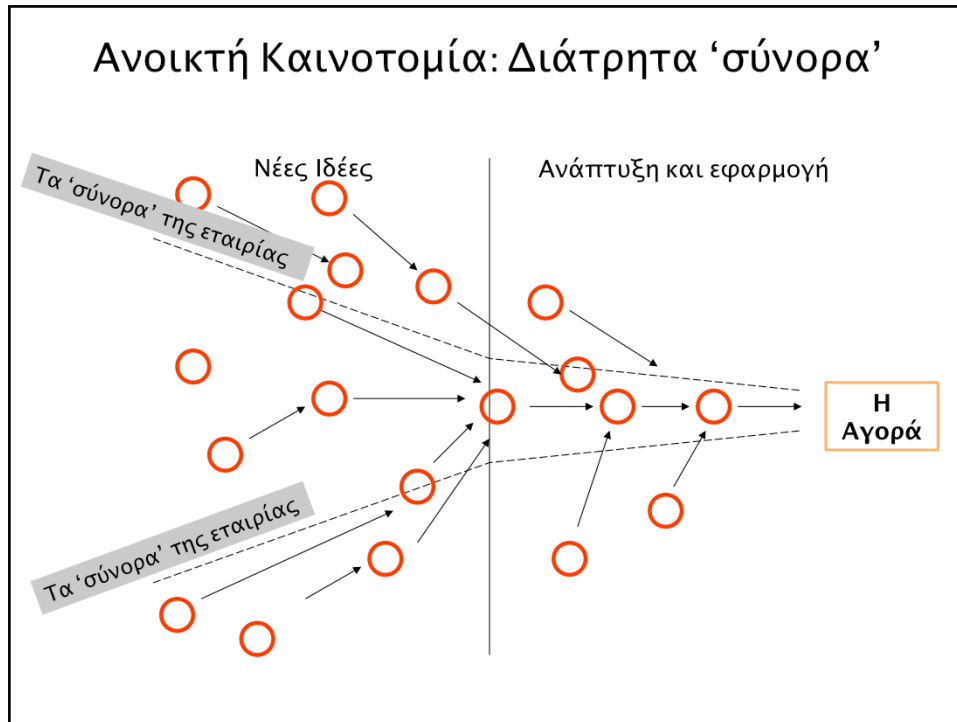 Ανοικτή Καινοτομία: Διάτρητα ‘σύνορα’
Νέες Ιδέες
Ανάπτυξη και εφαρμογή
Τα ‘σύνορα’ της εταιρίας
Η
Αγορά
Τα ‘σύνορα’ της εταιρίας